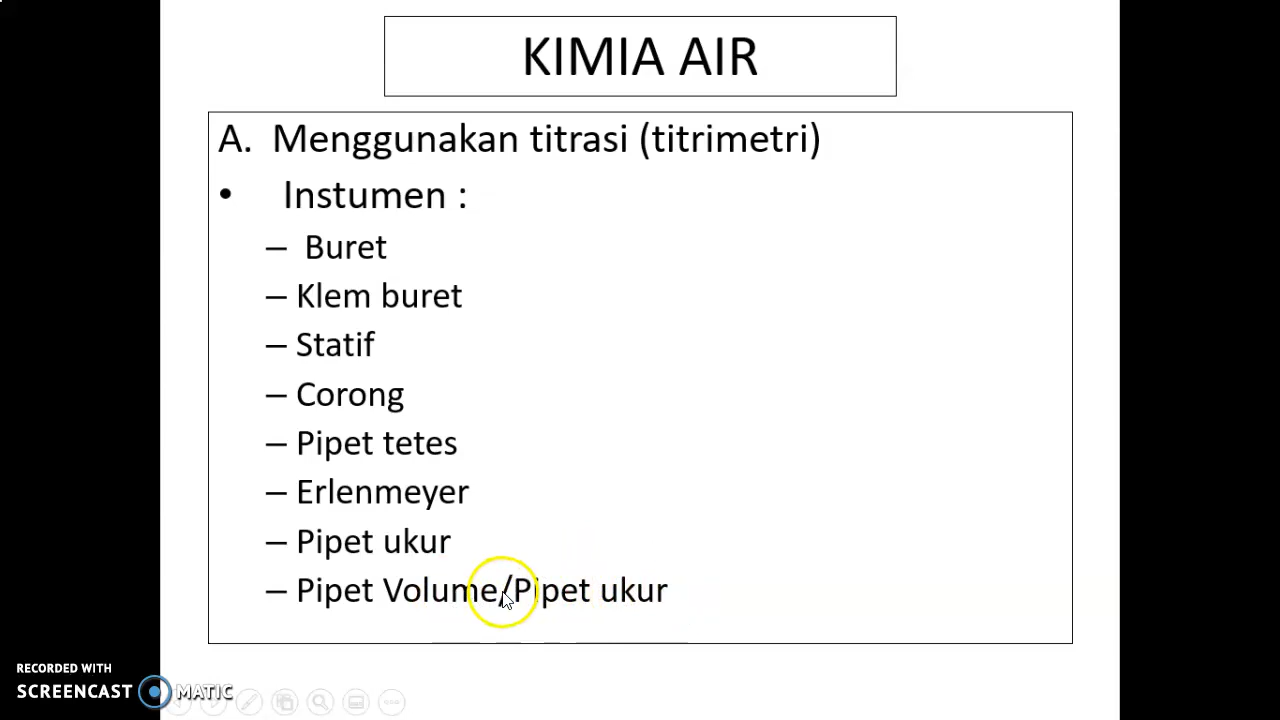 KIMIA AIR
A. Menggunakan titrasi (titrimetri)
• Instumen :
– Buret
– Klem buret
– Statif
– Corong
– Pipet tetes
– Erlenmeyer
– Pipet ukur
– Pipet Volume/Pipet ukur
RECORDED WITH
SCREENCAST MATIC